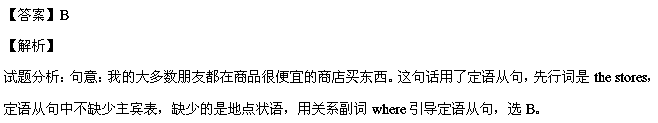 【答案】B
【解析】
试题分析：句意：我的大多数朋友都在商品很便宜的商店买东西。这句话用了定语从句，先行词是 the stores，
定语从句中不缺少主宾表，缺少的是地点状语，用关系副词 where 引导定语从句，选 B。